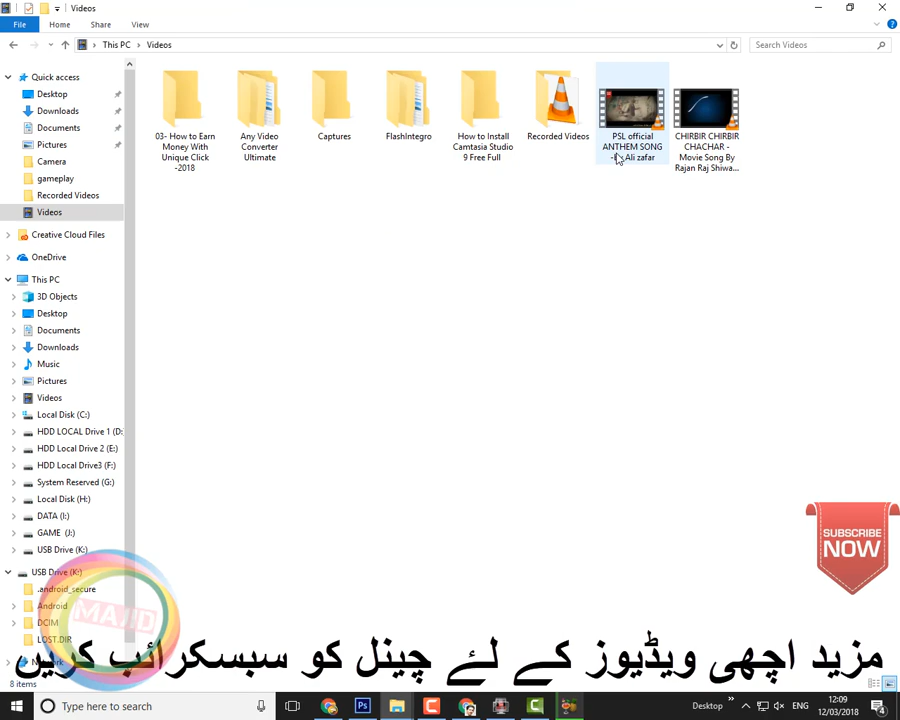 Videos
File
Home
Share
View
This PC
Videos
Search Videos
Quick access
Desktop
Downloads
Documents
Pictures
Camera
gameplay
Recorded Videos
Videos
Creative Cloud Files
OneDrive
This PC
3D Objects
Desktop
Documents
Downloads
Music
Pictures
Videos
Local Disk (C:)
HDD LOCAL Drive 1 (D:
HDD Local Drive 2 (E:)
HDD Local Drive3 (F:)
System Reserved (G:)
Local Disk (H:)
DATA (I:)
GAME (J:)
USB Drive (K:)
USB Drive (K:)
.android_secure
Android
DCIM
LOST.DIR
8 items
03- How to Earn
Money With
Unique Click
-2018
Any Video
Converter
Ultimate
Captures
FlashIntegro
How to Install
Camtasia Studio
9 Free Full
Recorded Videos
PSL official
ANTHEM SONG
Ali zafar
CHIRBIR CHIRBIR
CHACHAR -
Movie Song By
Rajan Raj Shiwa...
SUBSCRIBE
NOW
MAJID
مزید اچھی ویڈیوز کے لئے چینل کو سبسکرائب کریں
Type here to search
Desktop
ENG
12:09
12/03/2018
4